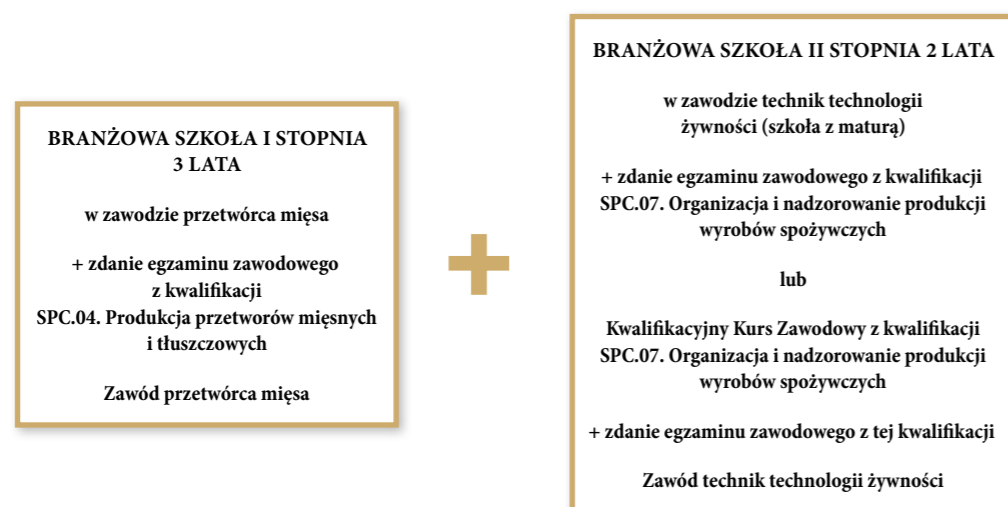 BRANŻOWA SZKOŁA I STOPNIA
3 LATA
w zawodzie przetwórca mięsa
+ zdanie egzaminu zawodowego
z kwalifikacji
SPC.04. Produkcja przetworów mięsnych
i tłuszczowych
Zawód przetwórca mięsa
+
BRANŻOWA SZKOŁA II STOPNIA 2 LATA
w zawodzie technik technologii
żywności (szkoła z maturą)
+ zdanie egzaminu zawodowego z kwalifikacji
SPC.07. Organizacja i nadzorowanie produkcji
wyrobów spożywczych
lub
Kwalifikacyjny Kurs Zawodowy z kwalifikacji
SPC.07. Organizacja i nadzorowanie produkcji
wyrobów spożywczych
+ zdanie egzaminu zawodowego z tej kwalifikacji
Zawód technik technologii żywności